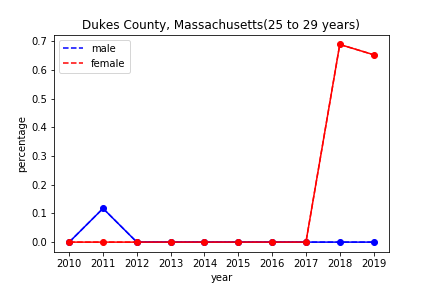 Dukes County, Massachusetts(25 to 29 years)
male
female
percentage
0.7
0.6
0.5
0.4
0.3
0.2
0.1
0.0
2010 2011 2012 2013 2014 2015 2016 2017 2018 2019
year